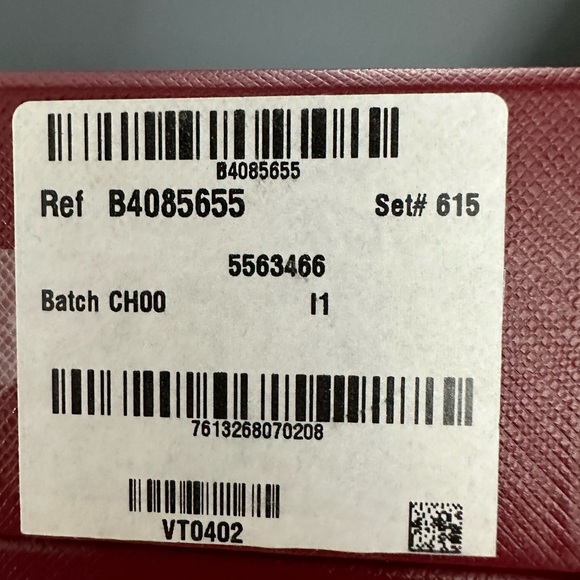 B4085655
Ref B4085655 Set# 615
5563466
Batch CH00 I1
7613268070208
VT0402